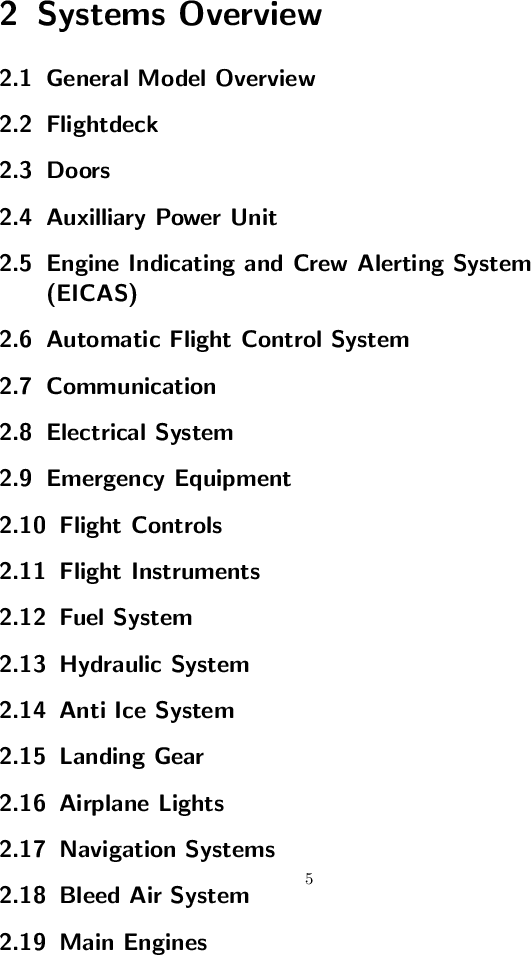 2 Systems Overview
2.1 General Model Overview
2.2 Flightdeck
2.3 Doors
2.4 Auxilliary Power Unit
2.5 Engine Indicating and Crew Alerting System
(EICAS)
2.6 Automatic Flight Control System
2.7 Communication
2.8 Electrical System
2.9 Emergency Equipment
2.10 Flight Controls
2.11 Flight Instruments
2.12 Fuel System
2.13 Hydraulic System
2.14 Anti Ice System
2.15 Landing Gear
2.16 Airplane Lights
2.17 Navigation Systems
5
2.18 Bleed Air System
2.19 Main Engines